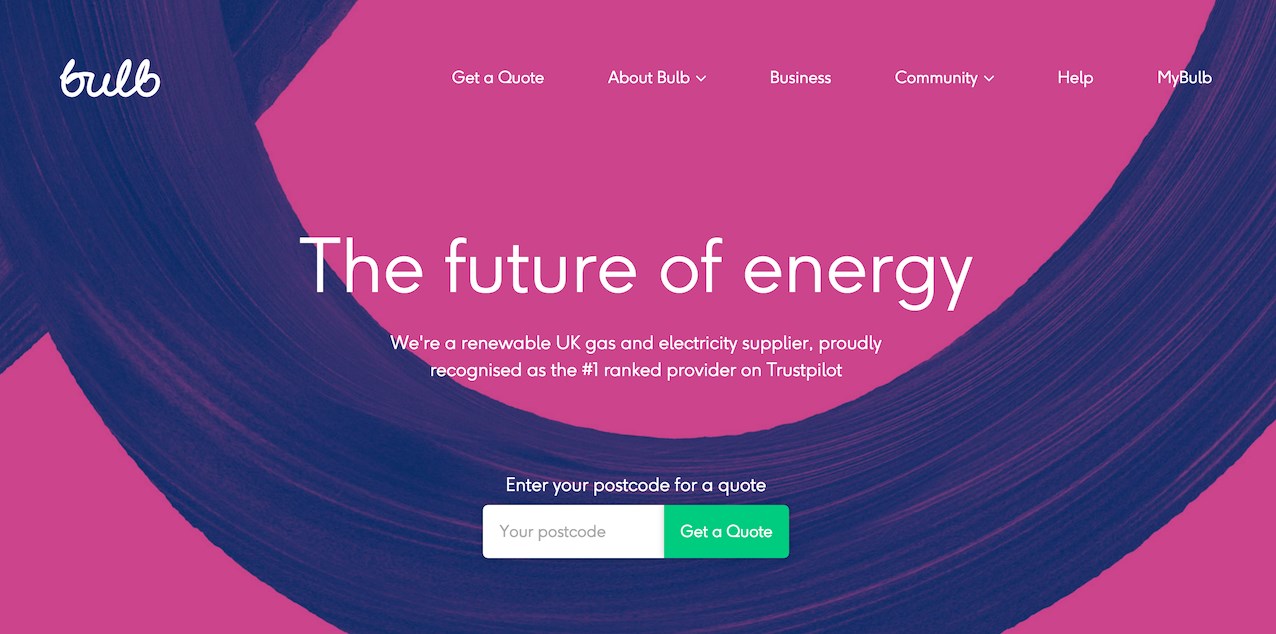 bulb
Get a Quote
About Bulb
Business
Community
Help
MyBulb
The future of energy
We're a renewable UK gas and electricity supplier, proudly
recognised as the #1 ranked provider on Trustpilot
Enter your postcode for a quote
Your postcode
Get a Quote